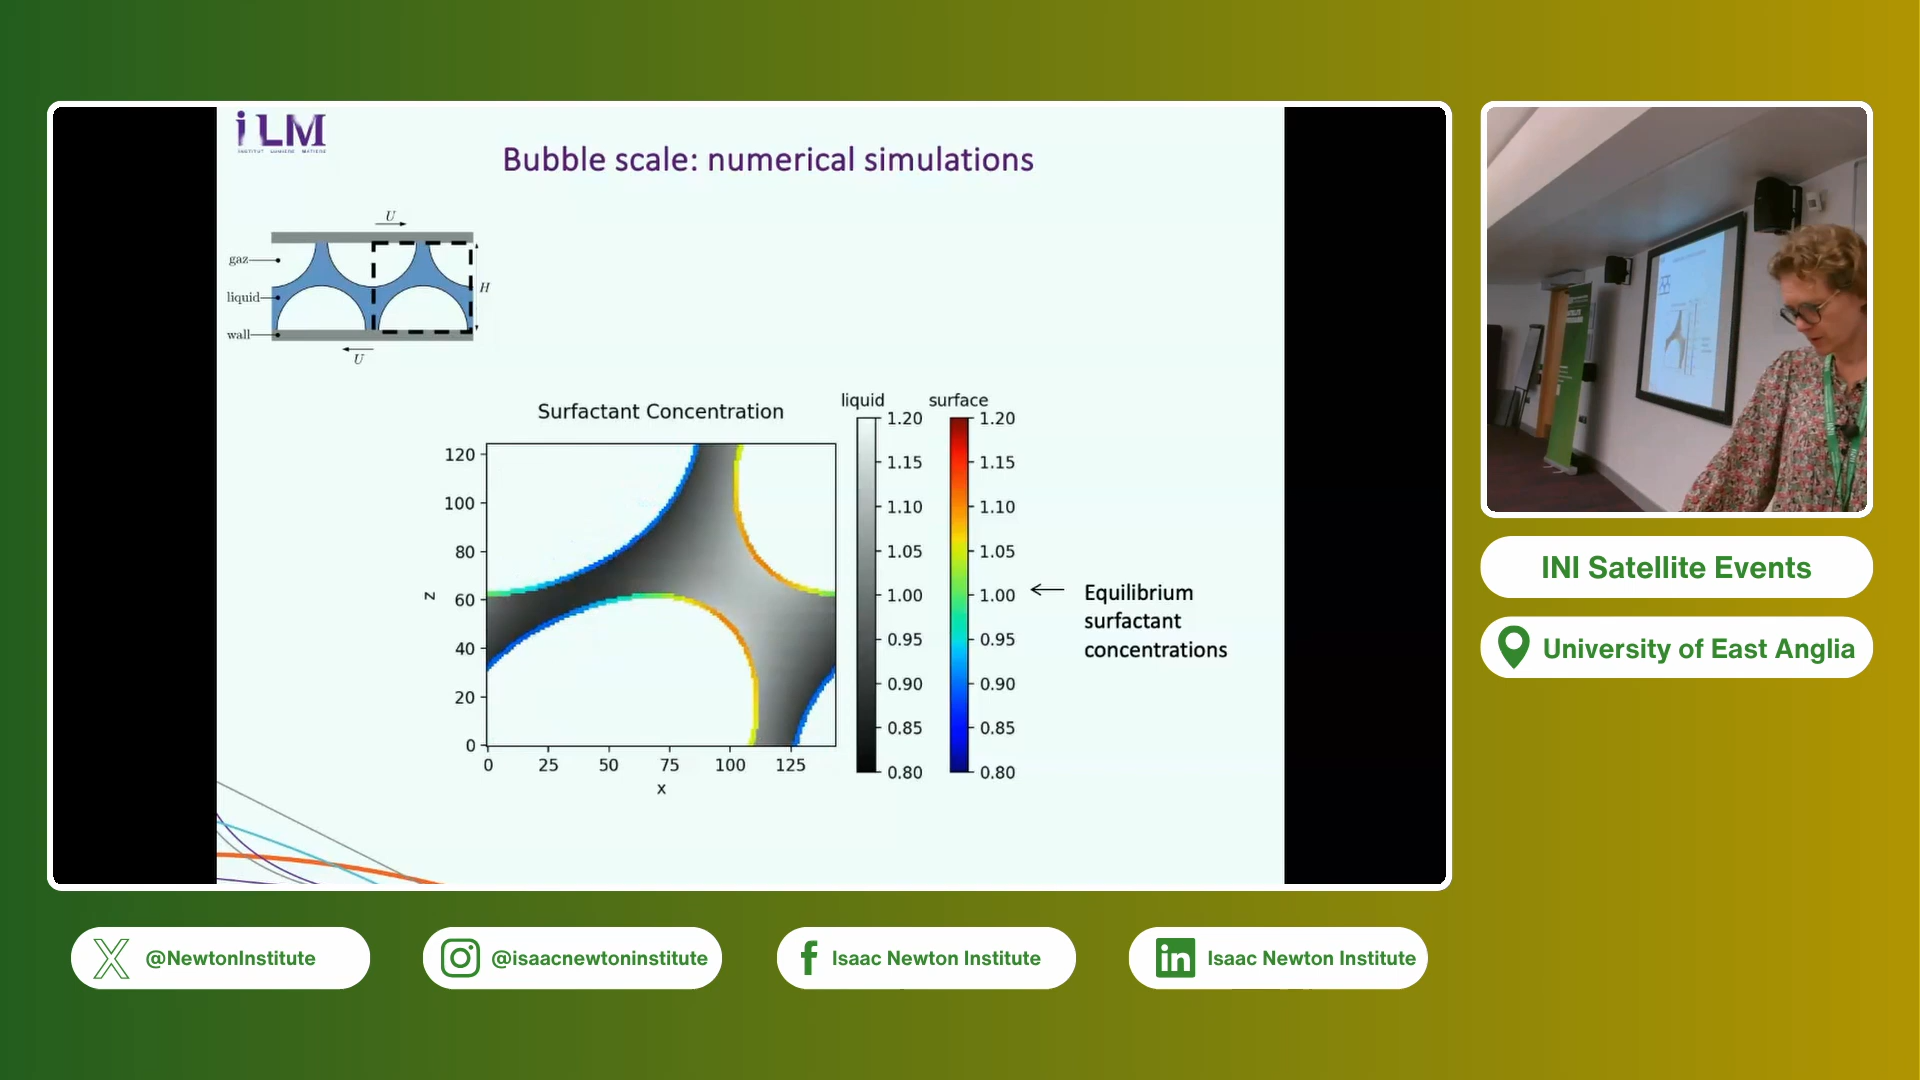 iLM
INSTITUT LUMIÈRE MATIÈRE
Bubble scale: numerical simulations
U
gaz
liquid
H
wall
U
Surfactant Concentration
liquid
surface
1.20
1.15
1.10
1.05
1.00
0.95
0.90
0.85
0.80
1.20
1.15
1.10
1.05
1.00
0.95
0.90
0.85
0.80
120
100
80
60
40
20
0
z
0 25 50 75 100 125
x
Equilibrium
surfactant
concentrations
INI Satellite Events
University of East Anglia
@NewtonInstitute
@isaacnewtoninstitute
Isaac Newton Institute
Isaac Newton Institute